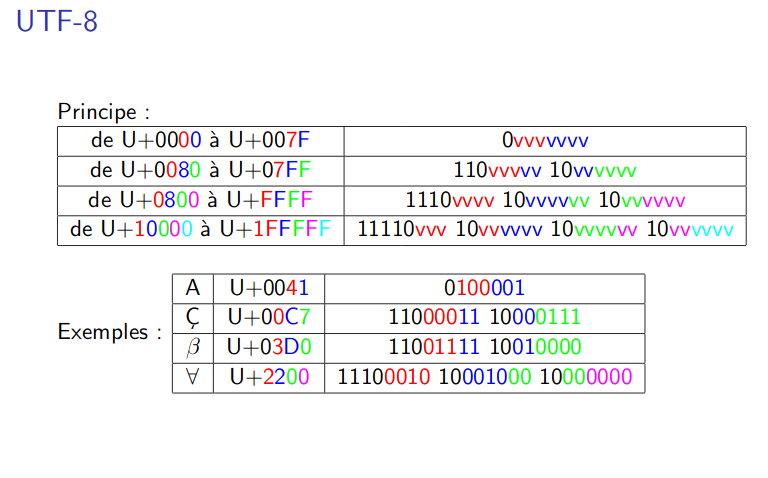 UTF-8
Principe :
de U+0000 à U+007F 0vvvvvvv
de U+0080 à U+07FF 110vvvvv 10vvvvvv
de U+0800 à U+FFFF 1110vvvv 10vvvvvv 10vvvvvv
de U+10000 à U+1FFFFF 11110vvv 10vvvvvv 10vvvvvv 10vvvvvv
Exemples :
A U+0041 0100001
Ç U+00C7 11000011 10000111
β U+03D0 11001111 10010000
∀ U+2200 11100010 10001000 10000000